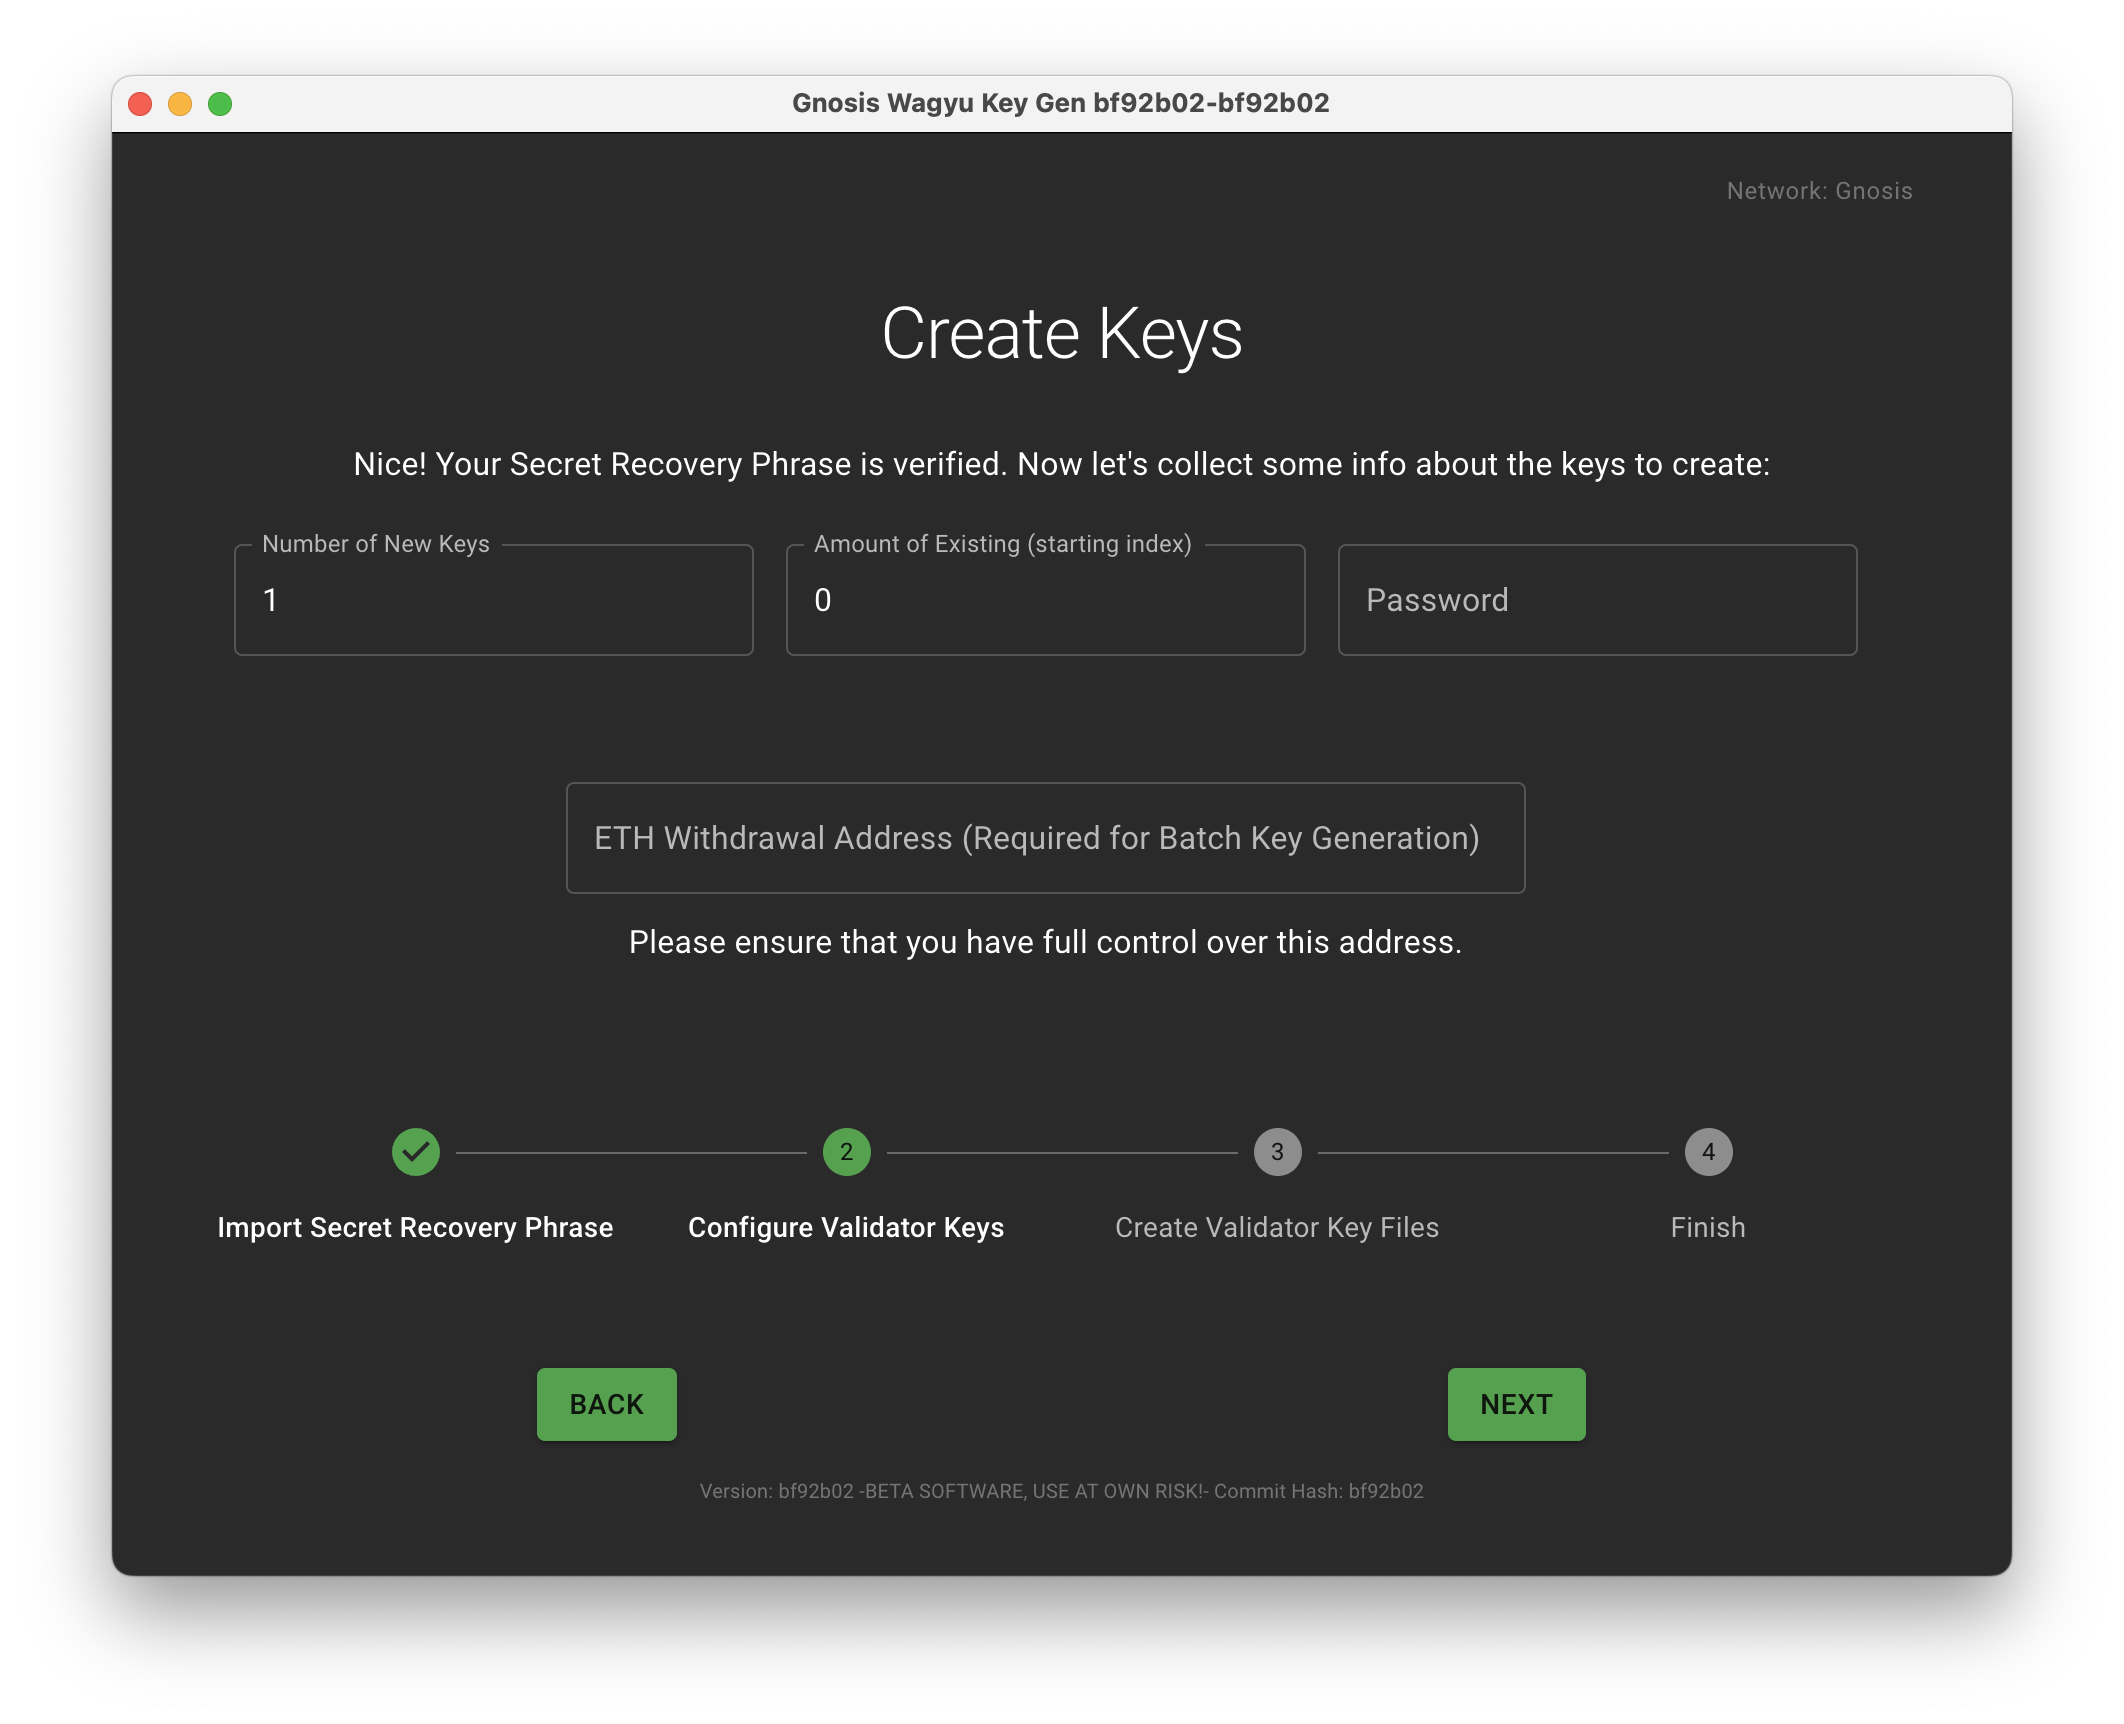 Gnosis Wagyu Key Gen bf92b02-bf92b02
Network: Gnosis
Create Keys
Nice! Your Secret Recovery Phrase is verified. Now let's collect some info about the keys to create:
Number of New Keys
1
Amount of Existing (starting index)
0
Password
ETH Withdrawal Address (Required for Batch Key Generation)
Please ensure that you have full control over this address.
2
3
4
Import Secret Recovery Phrase
Configure Validator Keys
Create Validator Key Files
Finish
BACK
NEXT
Version: bf92b02 -BETA SOFTWARE, USE AT OWN RISK!- Commit Hash: bf92b02